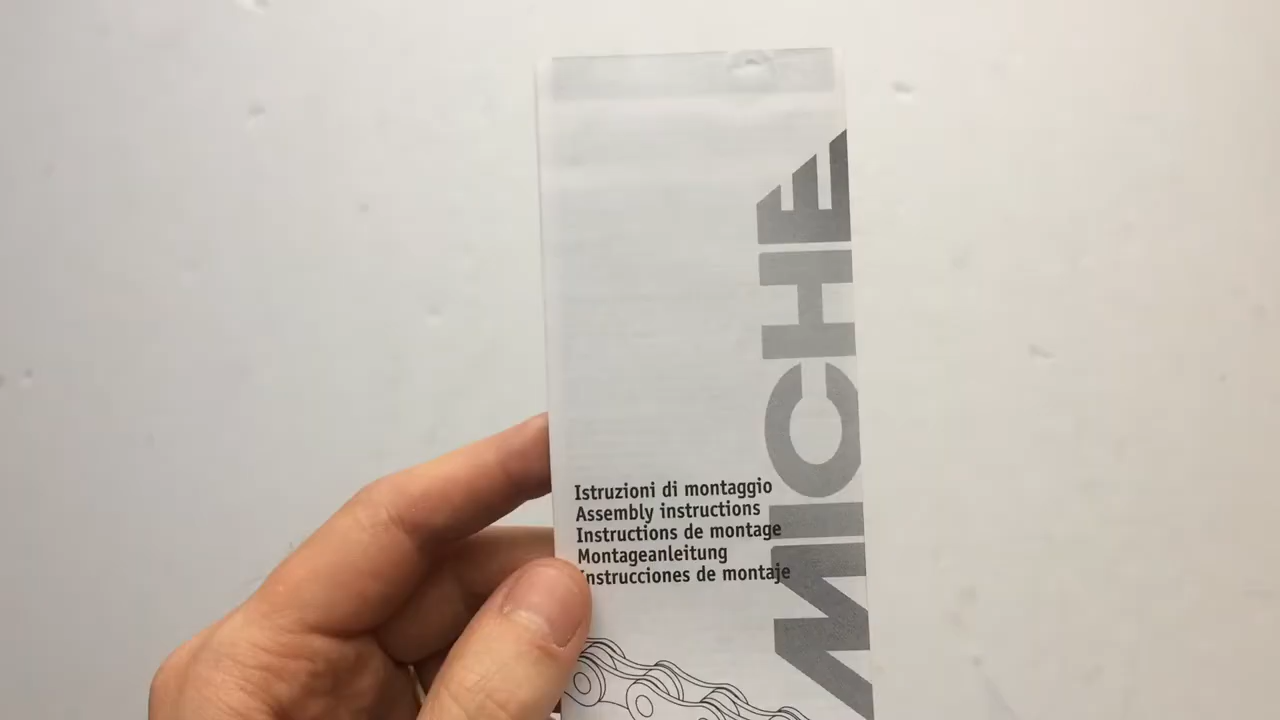 MICHE
Istruzioni di montaggio
Assembly instructions
Instructions de montage
Montageanleitung
Instrucciones de montaje